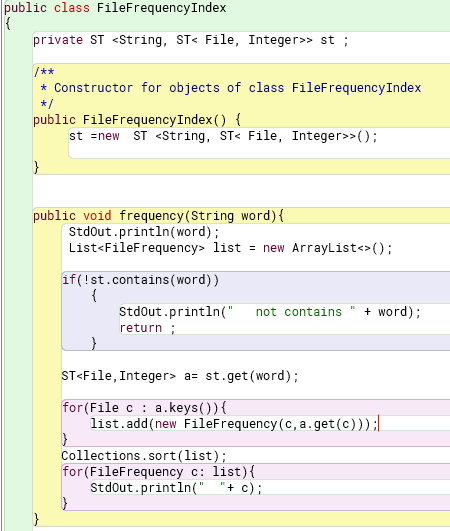 public class FileFrequencyIndex
{
private ST <String, ST< File, Integer>> st ;
/**
* Constructor for objects of class FileFrequencyIndex
*/
public FileFrequencyIndex() {
st =new  ST <String, ST< File, Integer>>();
}
public void frequency(String word){
StdOut.println(word);
List<FileFrequency> list = new ArrayList<>();
if(!st.contains(word))
{
StdOut.println("   not contains " + word);
return ;
}
ST<File,Integer> a= st.get(word);
for(File c : a.keys()){
list.add(new FileFrequency(c,a.get(c)));
}
Collections.sort(list);
for(FileFrequency c: list){
StdOut.println("  "+ c);
}
}